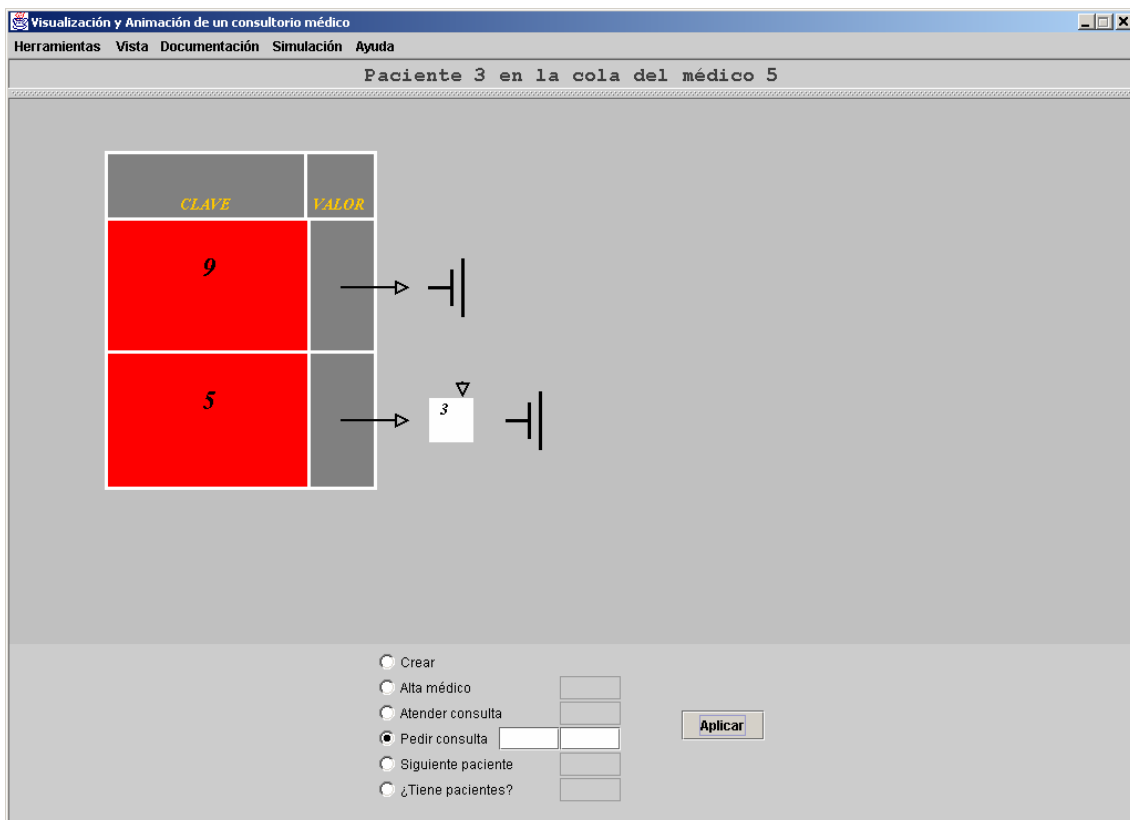 Visualización y Animación de un consultorio médico
Herramientas Vista Documentación Simulación Ayuda
Paciente 3 en la cola del médico 5
CLAVE VALOR
9
5
3
Crear
Alta médico
Atender consulta
Pedir consulta
Aplicar
Siguiente paciente
¿Tiene pacientes?